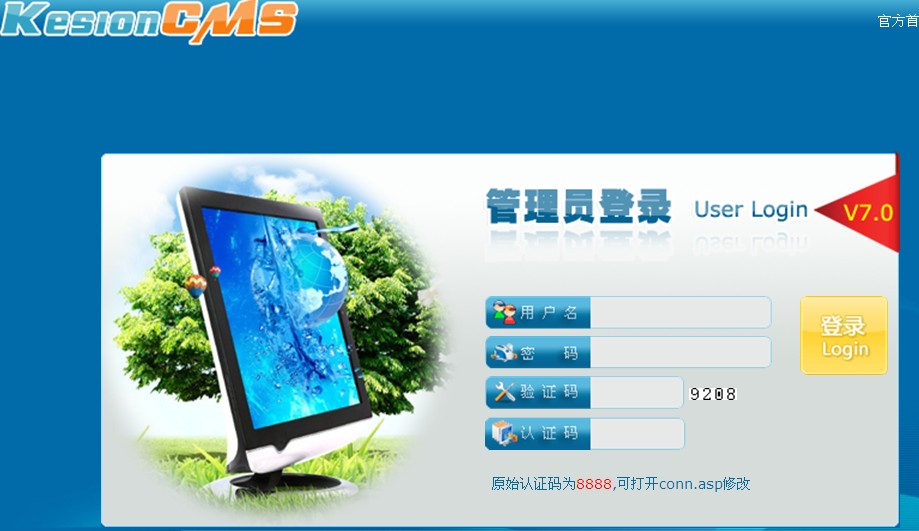 KesionCMS
官方首
管理员登录 User Login V7.0
用户名
登录
Login
密码
验证码 9208
认证码
原始认证码为8888,可打开conn.asp修改